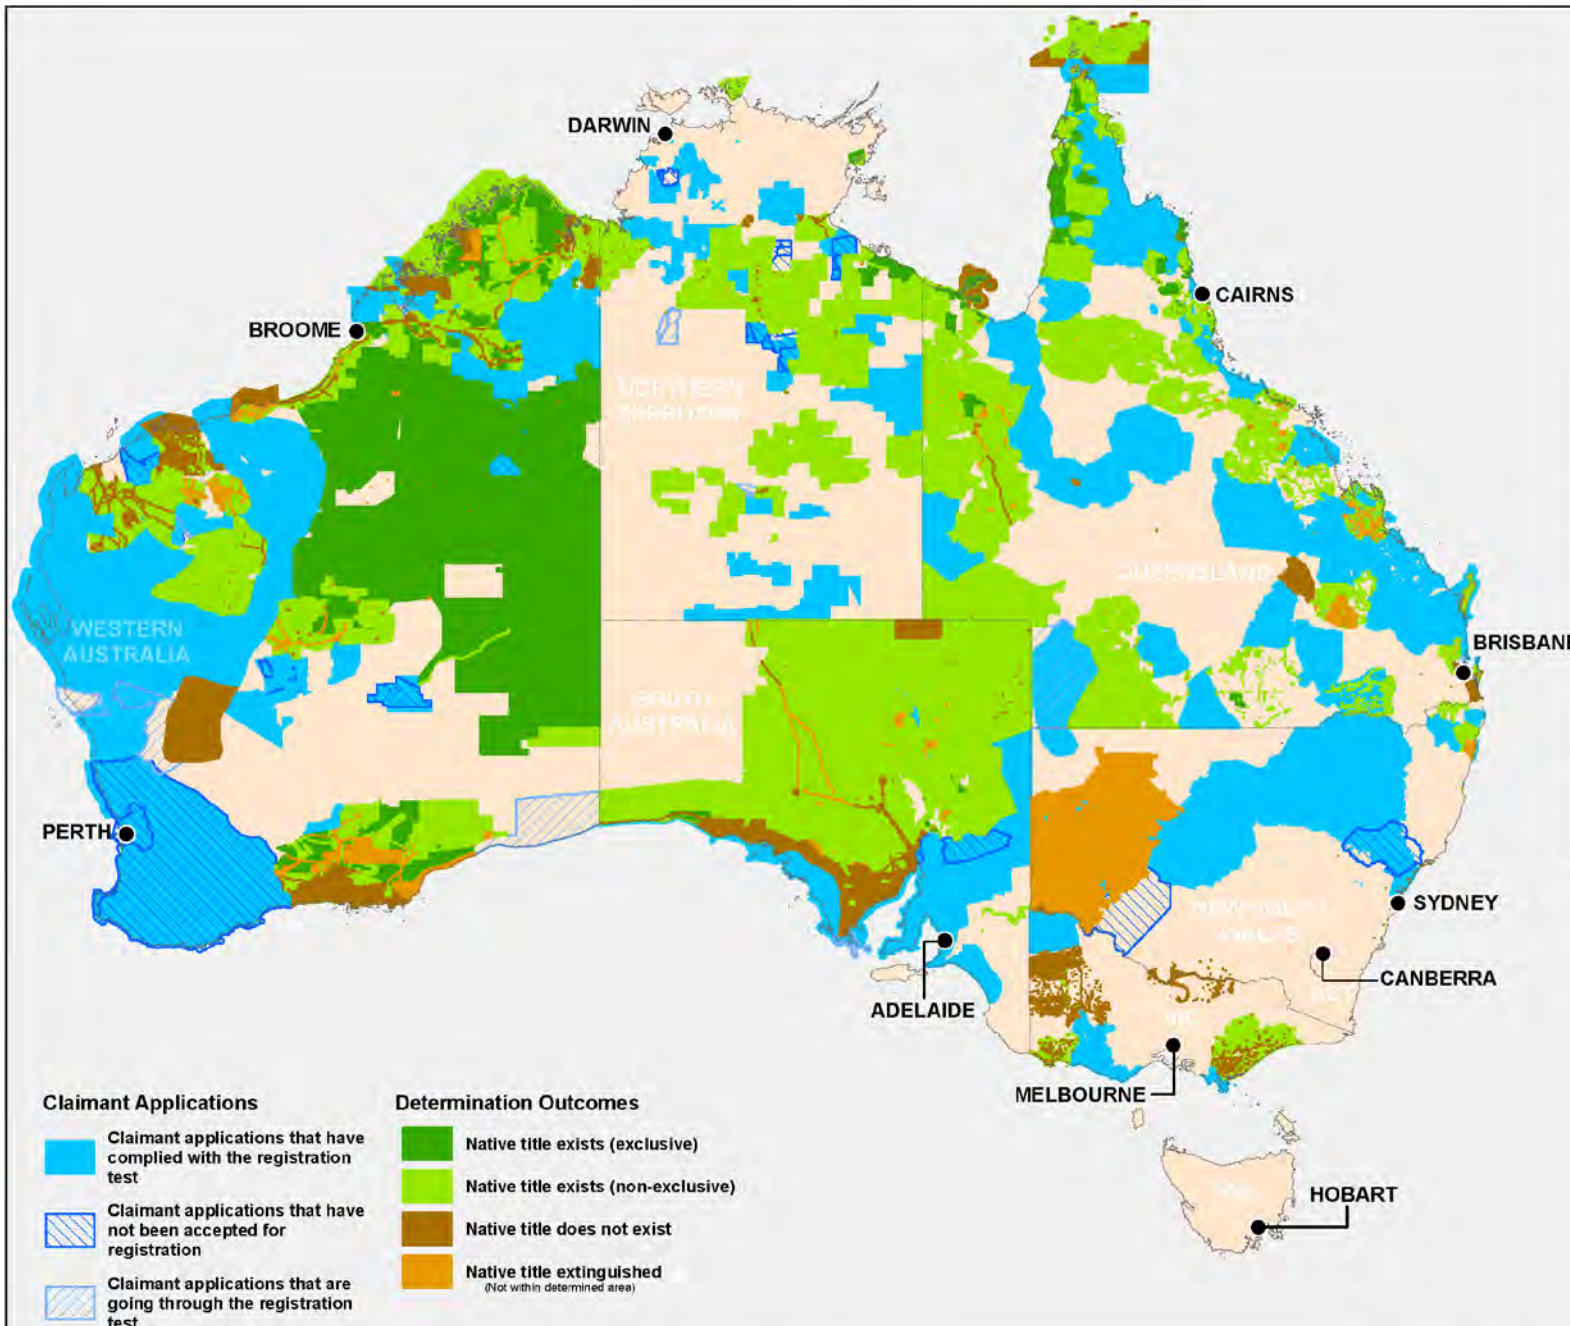 DARWIN
CAIRNS
BROOME
NORTHERN
TERRITORY
QUEENSLAND
WESTERN
AUSTRALIA
BRISBANE
SOUTH
AUSTRALIA
PERTH
SYDNEY
NEW SOUTH
WALES
CANBERRA
ADELAIDE
MELBOURNE
HOBART
Claimant Applications
Claimant applications that have
complied with the registration
test
Claimant applications that have
not been accepted for
registration
Claimant applications that are
going through the registration
test
Determination Outcomes
Native title exists (exclusive)
Native title exists (non-exclusive)
Native title does not exist
Native title extinguished
(Not within determined area)